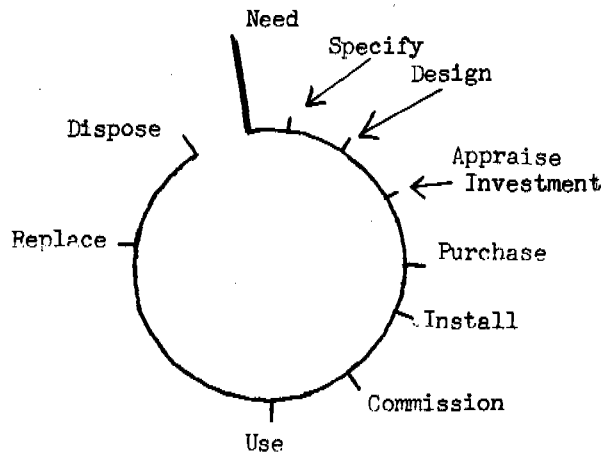 Need
Specify
Design
Appraise
Investment
Purchase
Install
Commission
Use
Replace
Dispose